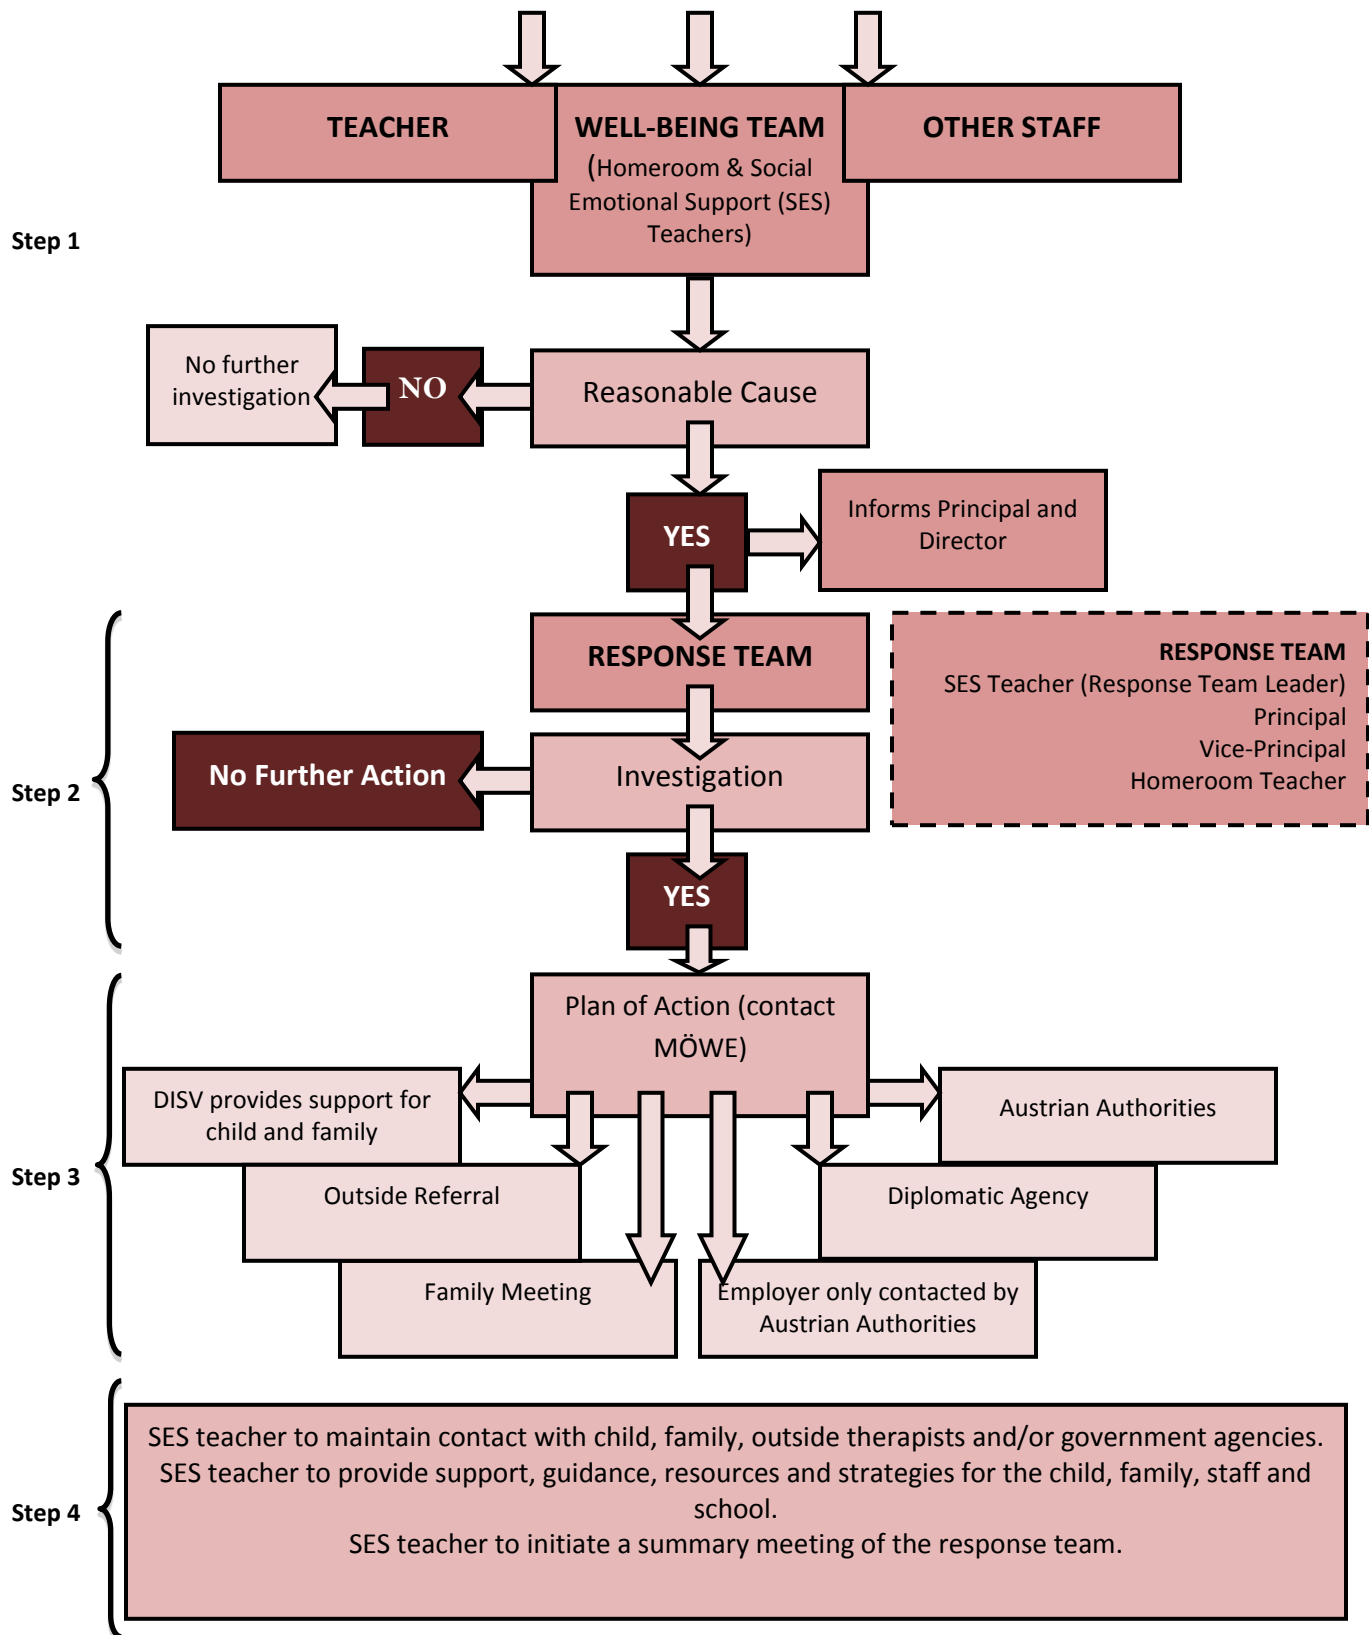 TEACHER
WELL-BEING TEAM
(Homeroom & Social
Emotional Support (SES)
Teachers)
OTHER STAFF
Step 1
No further
investigation
NO
Reasonable Cause
YES
Informs Principal and
Director
RESPONSE TEAM
RESPONSE TEAM
SES Teacher (Response Team Leader)
Principal
Vice-Principal
Homeroom Teacher
Step 2
No Further Action
Investigation
YES
Plan of Action (contact
MÖWE)
Step 3
DISV provides support for
child and family
Austrian Authorities
Outside Referral
Diplomatic Agency
Family Meeting
Employer only contacted by
Austrian Authorities
Step 4
SES teacher to maintain contact with child, family, outside therapists and/or government agencies.
SES teacher to provide support, guidance, resources and strategies for the child, family, staff and
school.
SES teacher to initiate a summary meeting of the response team.